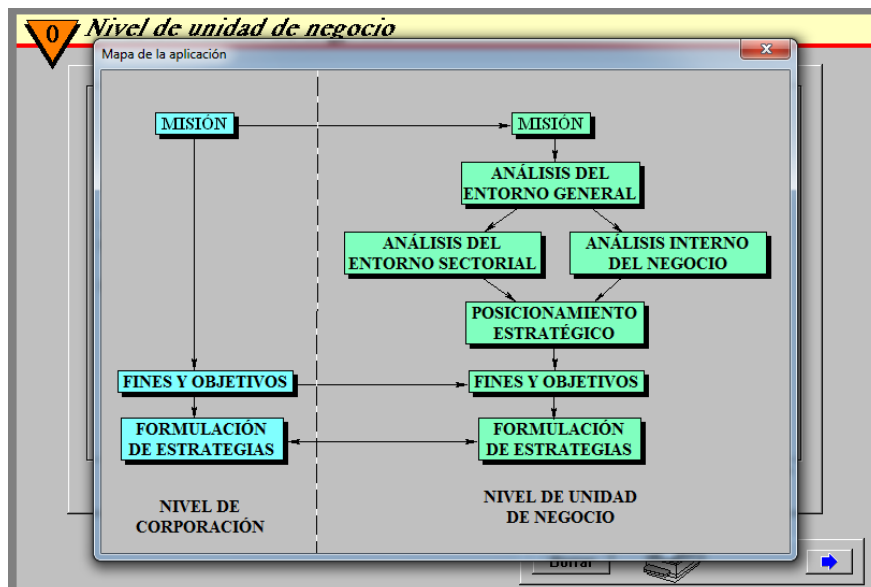 0
Nivel de unidad de negocio
Mapa de la aplicación
MISIÓN
MISIÓN
ANÁLISIS DEL
ENTORNO GENERAL
ANÁLISIS DEL
ENTORNO SECTORIAL
ANÁLISIS INTERNO
DEL NEGOCIO
POSICIONAMIENTO
ESTRATÉGICO
FINES Y OBJETIVOS
FINES Y OBJETIVOS
FORMULACIÓN
DE ESTRATEGIAS
FORMULACIÓN
DE ESTRATEGIAS
NIVEL DE
CORPORACIÓN
NIVEL DE UNIDAD
DE NEGOCIO
Borrar